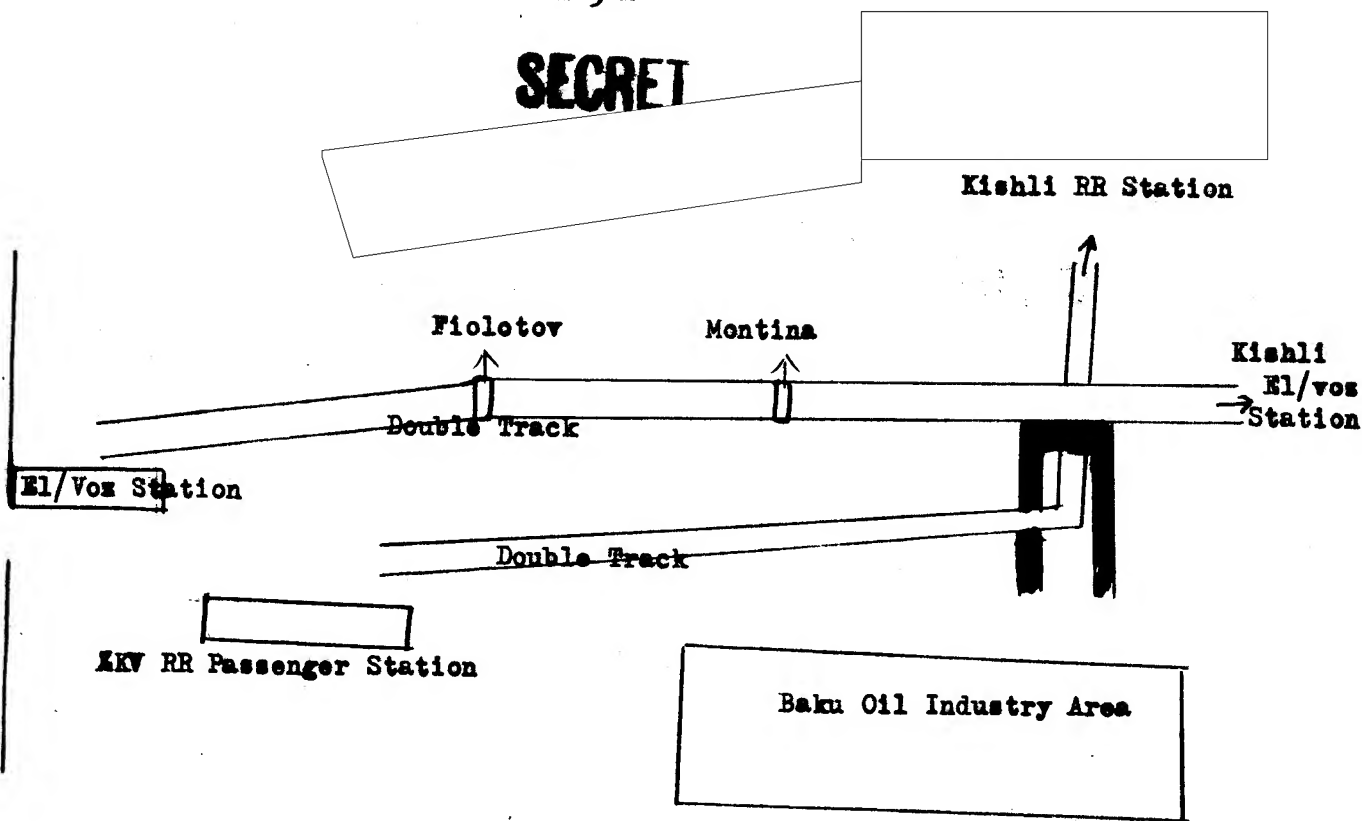 SECRET
Kishli RR Station
Fiolotov
Montina
Kishli
El/vos
Station
Double Track
El/Vos Station
Double Track
ZKV RR Passenger Station
Baku Oil Industry Area